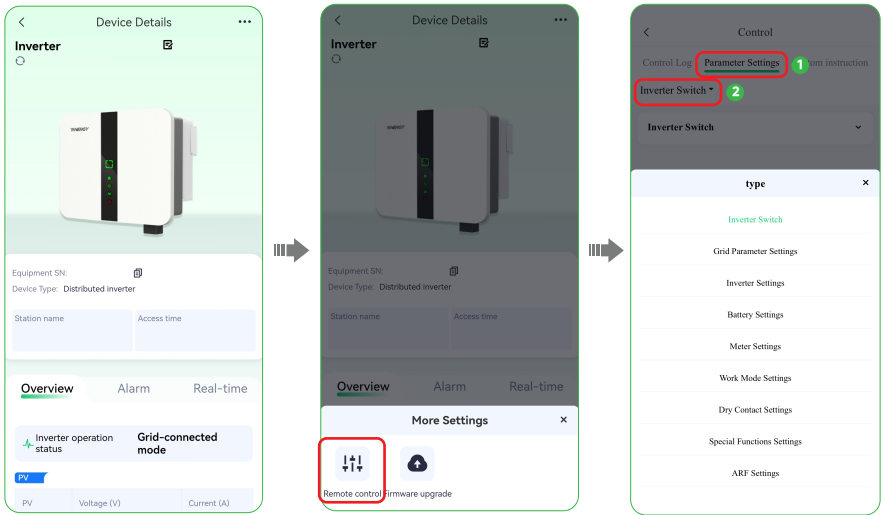 Device Details
Inverter
Equipment SN:
Device Type: Distributed inverter
Station name
Access time
Overview
Alarm
Real-time
Inverter operation status
Grid-connected mode
PV
PV
Voltage (V)
Current (A)
Device Details
Inverter
Equipment SN:
Device Type: Distributed inverter
Station name
Access time
Overview
Alarm
Real-time
More Settings
×
Remote control
Firmware upgrade
Control
Control Log
Parameter Settings
1
om instruction
Inverter Switch
2
Inverter Switch
type
×
Inverter Switch
Grid Parameter Settings
Inverter Settings
Battery Settings
Meter Settings
Work Mode Settings
Dry Contact Settings
Special Functions Settings
ARF Settings